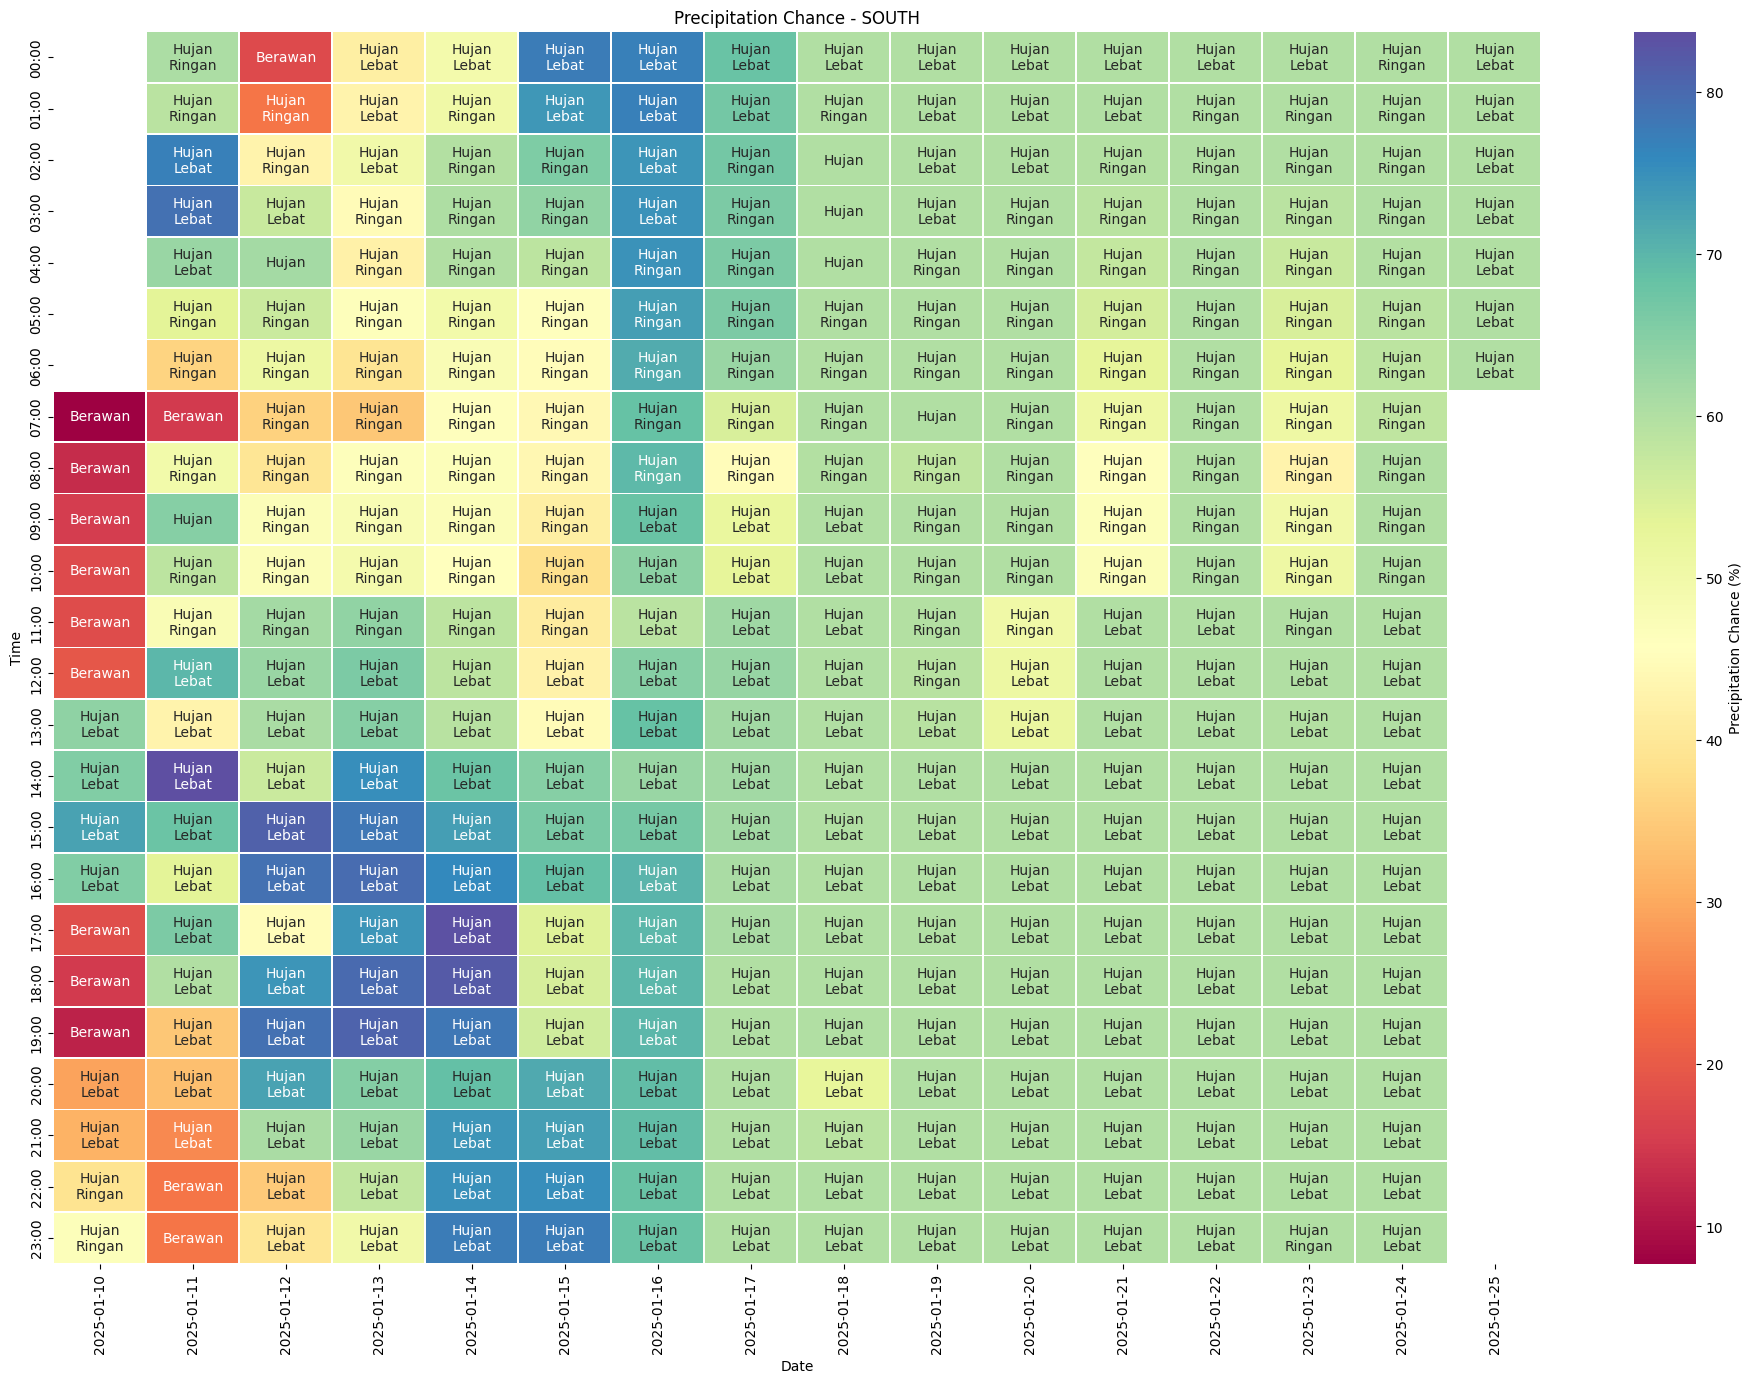 Precipitation Chance - SOUTH
00:00 Hujan Ringan Berawan Hujan Lebat Hujan Lebat Hujan Lebat Hujan Lebat Hujan Lebat Hujan Lebat Hujan Lebat Hujan Lebat Hujan Lebat Hujan Lebat Hujan Lebat Hujan Ringan Hujan Lebat
01:00 Hujan Ringan Hujan Ringan Hujan Lebat Hujan Ringan Hujan Lebat Hujan Lebat Hujan Lebat Hujan Ringan Hujan Lebat Hujan Lebat Hujan Lebat Hujan Ringan Hujan Ringan Hujan Ringan Hujan Lebat
02:00 Hujan Lebat Hujan Ringan Hujan Lebat Hujan Ringan Hujan Ringan Hujan Lebat Hujan Ringan Hujan Hujan Lebat Hujan Lebat Hujan Ringan Hujan Ringan Hujan Ringan Hujan Ringan Hujan Lebat
03:00 Hujan Lebat Hujan Lebat Hujan Ringan Hujan Ringan Hujan Ringan Hujan Lebat Hujan Ringan Hujan Hujan Lebat Hujan Ringan Hujan Ringan Hujan Ringan Hujan Ringan Hujan Ringan Hujan Lebat
04:00 Hujan Lebat Hujan Hujan Ringan Hujan Ringan Hujan Ringan Hujan Ringan Hujan Ringan Hujan Hujan Ringan Hujan Ringan Hujan Ringan Hujan Ringan Hujan Ringan Hujan Ringan Hujan Lebat
05:00 Hujan Ringan Hujan Ringan Hujan Ringan Hujan Ringan Hujan Ringan Hujan Ringan Hujan Ringan Hujan Ringan Hujan Ringan Hujan Ringan Hujan Ringan Hujan Ringan Hujan Ringan Hujan Ringan Hujan Lebat
06:00 Hujan Ringan Hujan Ringan Hujan Ringan Hujan Ringan Hujan Ringan Hujan Ringan Hujan Ringan Hujan Ringan Hujan Ringan Hujan Ringan Hujan Ringan Hujan Ringan Hujan Ringan Hujan Ringan Hujan Lebat
07:00 Berawan Berawan Hujan Ringan Hujan Ringan Hujan Ringan Hujan Ringan Hujan Ringan Hujan Ringan Hujan Ringan Hujan Hujan Ringan Hujan Ringan Hujan Ringan Hujan Ringan Hujan Ringan
08:00 Berawan Hujan Ringan Hujan Ringan Hujan Ringan Hujan Ringan Hujan Ringan Hujan Ringan Hujan Ringan Hujan Ringan Hujan Ringan Hujan Ringan Hujan Ringan Hujan Ringan Hujan Ringan Hujan Ringan
09:00 Berawan Hujan Hujan Ringan Hujan Ringan Hujan Ringan Hujan Ringan Hujan Lebat Hujan Lebat Hujan Lebat Hujan Ringan Hujan Ringan Hujan Ringan Hujan Ringan Hujan Ringan Hujan Ringan
10:00 Berawan Hujan Ringan Hujan Ringan Hujan Ringan Hujan Ringan Hujan Ringan Hujan Lebat Hujan Lebat Hujan Lebat Hujan Ringan Hujan Ringan Hujan Ringan Hujan Ringan Hujan Ringan Hujan Ringan
11:00 Berawan Hujan Ringan Hujan Ringan Hujan Ringan Hujan Ringan Hujan Ringan Hujan Lebat Hujan Lebat Hujan Lebat Hujan Ringan Hujan Ringan Hujan Lebat Hujan Lebat Hujan Ringan Hujan Lebat
12:00 Berawan Hujan Lebat Hujan Lebat Hujan Lebat Hujan Lebat Hujan Lebat Hujan Lebat Hujan Lebat Hujan Lebat Hujan Ringan Hujan Lebat Hujan Lebat Hujan Lebat Hujan Lebat Hujan Lebat
13:00 Hujan Lebat Hujan Lebat Hujan Lebat Hujan Lebat Hujan Lebat Hujan Lebat Hujan Lebat Hujan Lebat Hujan Lebat Hujan Lebat Hujan Lebat Hujan Lebat Hujan Lebat Hujan Lebat Hujan Lebat
14:00 Hujan Lebat Hujan Lebat Hujan Lebat Hujan Lebat Hujan Lebat Hujan Lebat Hujan Lebat Hujan Lebat Hujan Lebat Hujan Lebat Hujan Lebat Hujan Lebat Hujan Lebat Hujan Lebat Hujan Lebat
15:00 Hujan Lebat Hujan Lebat Hujan Lebat Hujan Lebat Hujan Lebat Hujan Lebat Hujan Lebat Hujan Lebat Hujan Lebat Hujan Lebat Hujan Lebat Hujan Lebat Hujan Lebat Hujan Lebat Hujan Lebat
16:00 Hujan Lebat Hujan Lebat Hujan Lebat Hujan Lebat Hujan Lebat Hujan Lebat Hujan Lebat Hujan Lebat Hujan Lebat Hujan Lebat Hujan Lebat Hujan Lebat Hujan Lebat Hujan Lebat Hujan Lebat
17:00 Berawan Hujan Lebat Hujan Lebat Hujan Lebat Hujan Lebat Hujan Lebat Hujan Lebat Hujan Lebat Hujan Lebat Hujan Lebat Hujan Lebat Hujan Lebat Hujan Lebat Hujan Lebat Hujan Lebat
18:00 Berawan Hujan Lebat Hujan Lebat Hujan Lebat Hujan Lebat Hujan Lebat Hujan Lebat Hujan Lebat Hujan Lebat Hujan Lebat Hujan Lebat Hujan Lebat Hujan Lebat Hujan Lebat Hujan Lebat
19:00 Berawan Hujan Lebat Hujan Lebat Hujan Lebat Hujan Lebat Hujan Lebat Hujan Lebat Hujan Lebat Hujan Lebat Hujan Lebat Hujan Lebat Hujan Lebat Hujan Lebat Hujan Lebat Hujan Lebat
20:00 Hujan Lebat Hujan Lebat Hujan Lebat Hujan Lebat Hujan Lebat Hujan Lebat Hujan Lebat Hujan Lebat Hujan Lebat Hujan Lebat Hujan Lebat Hujan Lebat Hujan Lebat Hujan Lebat Hujan Lebat
21:00 Hujan Lebat Hujan Lebat Hujan Lebat Hujan Lebat Hujan Lebat Hujan Lebat Hujan Lebat Hujan Lebat Hujan Lebat Hujan Lebat Hujan Lebat Hujan Lebat Hujan Lebat Hujan Lebat Hujan Lebat
22:00 Hujan Ringan Berawan Hujan Lebat Hujan Lebat Hujan Lebat Hujan Lebat Hujan Lebat Hujan Lebat Hujan Lebat Hujan Lebat Hujan Lebat Hujan Lebat Hujan Lebat Hujan Lebat Hujan Lebat
23:00 Hujan Ringan Berawan Hujan Lebat Hujan Lebat Hujan Lebat Hujan Lebat Hujan Lebat Hujan Lebat Hujan Lebat Hujan Lebat Hujan Lebat Hujan Lebat Hujan Lebat Hujan Ringan Hujan Lebat
Time
2025-01-10 2025-01-11 2025-01-12 2025-01-13 2025-01-14 2025-01-15 2025-01-16 2025-01-17 2025-01-18 2025-01-19 2025-01-20 2025-01-21 2025-01-22 2025-01-23 2025-01-24 2025-01-25
Date
80
70
60
50
40
30
20
10
Precipitation Chance (%)